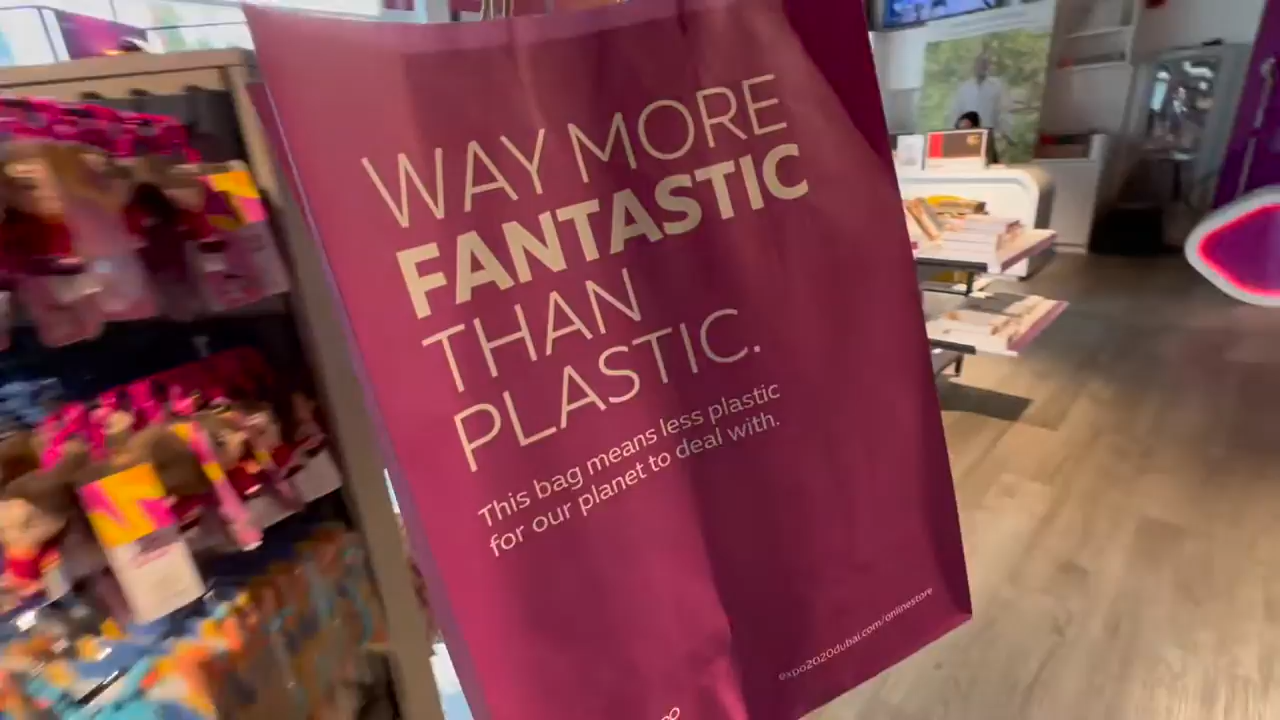 WAY MORE
FANTASTIC
THAN
PLASTIC.
This bag means less plastic
for our planet to deal with.
expo2020dubai.com/onlinestore